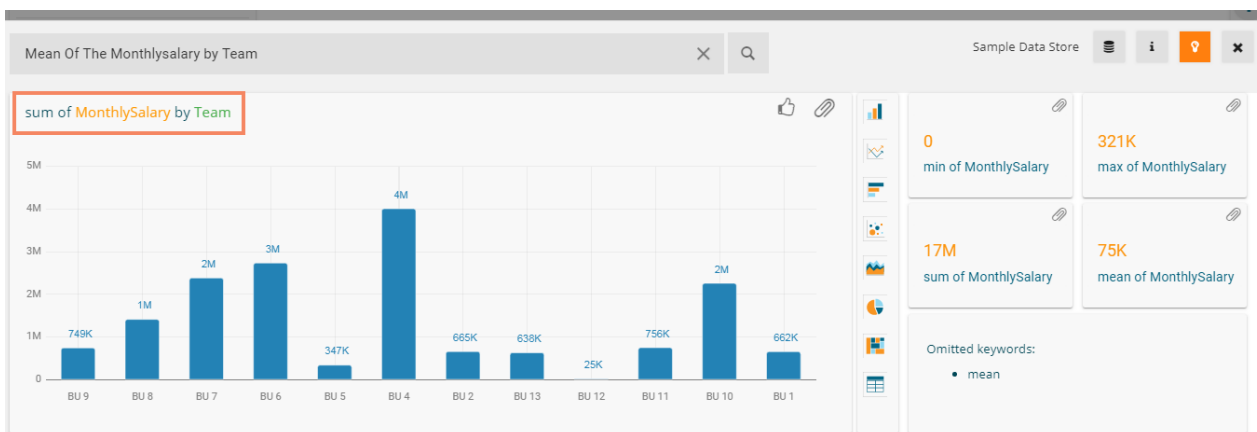 Mean Of The Monthlysalary by Team
Sample Data Store
sum of MonthlySalary by Team
5M
4M
3M
2M
1M
0
749K
1M
2M
3M
347K
4M
665K
638K
25K
756K
2M
662K
BU 9
BU 8
BU 7
BU 6
BU 5
BU 4
BU 2
BU 13
BU 12
BU 11
BU 10
BU 1
0
min of MonthlySalary
321K
max of MonthlySalary
17M
sum of MonthlySalary
75K
mean of MonthlySalary
Omitted keywords:
mean